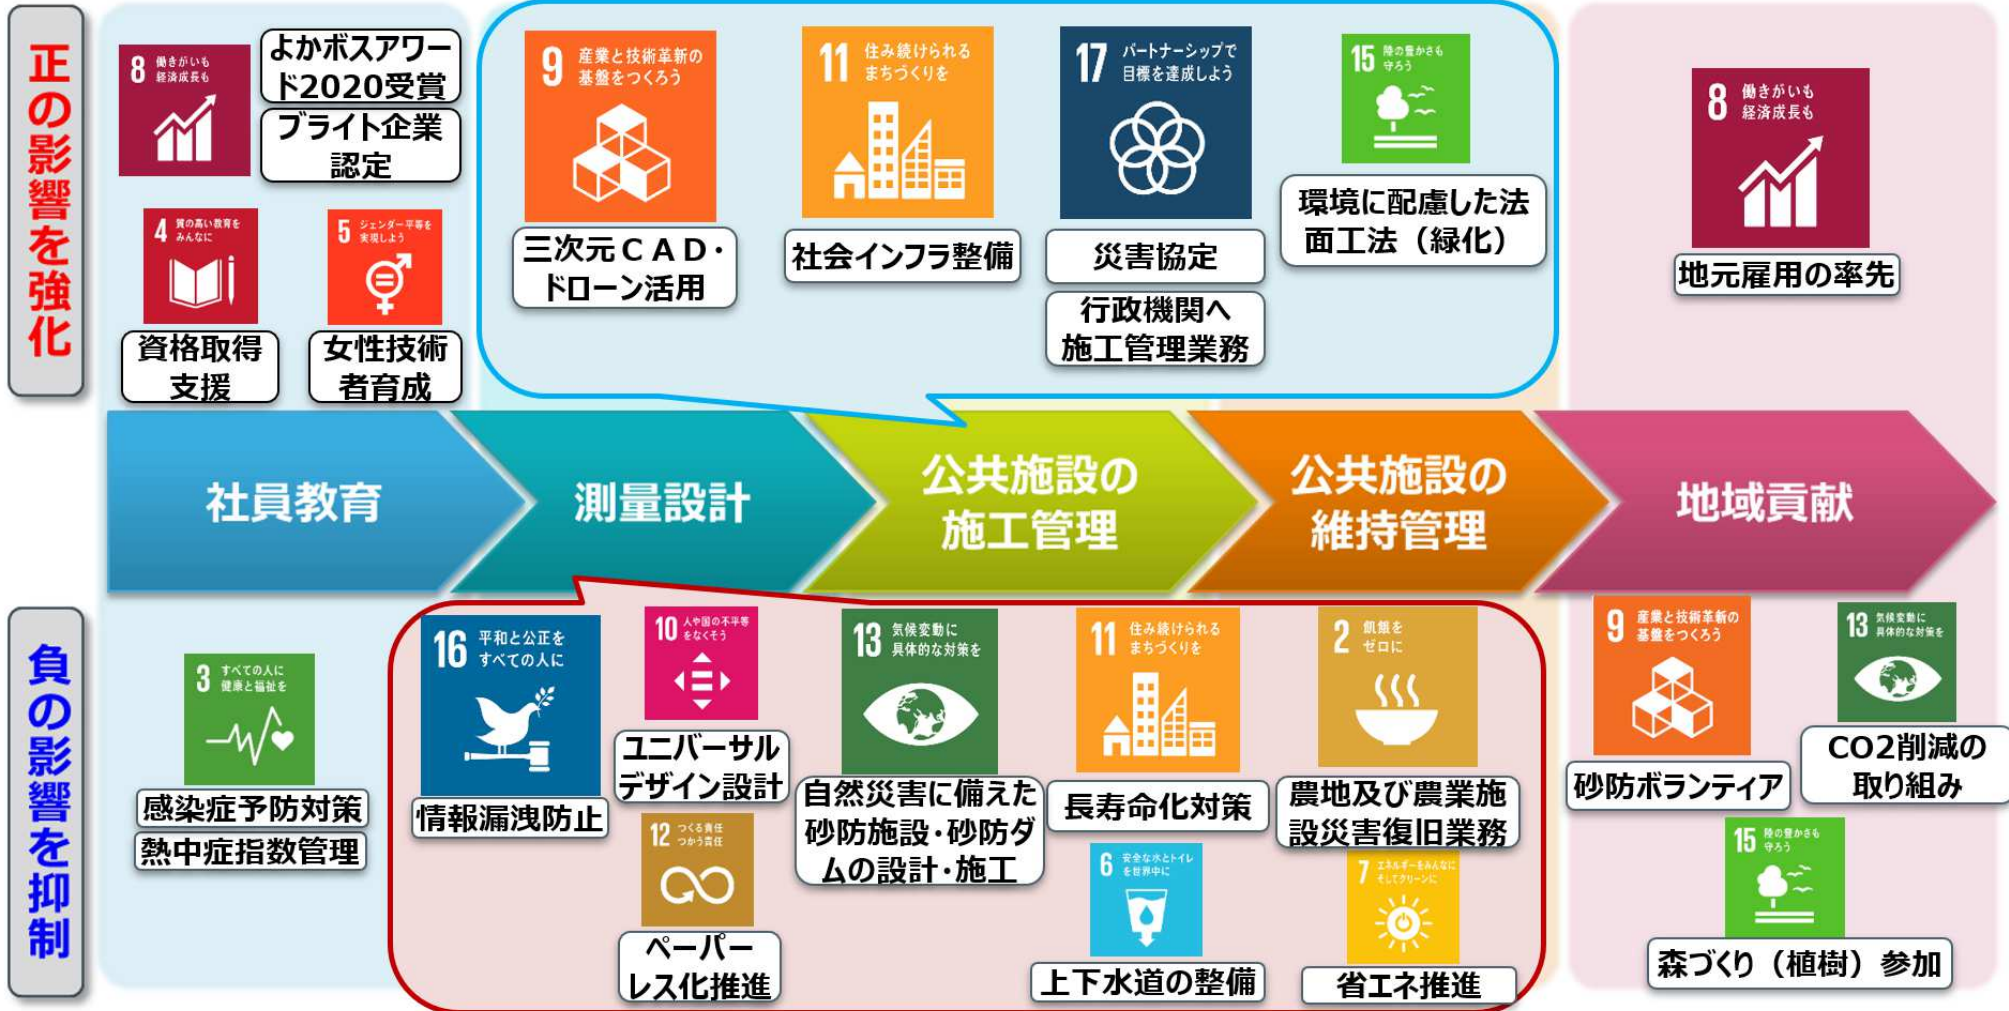 正の影響を強化
8 働きがいも
経済成長も
よかボスアワー
ド2020受賞
ブライト企業
認定
4 質の高い教育を
みんなに
資格取得
支援
5 ジェンダー平等を
実現しよう
女性技術
者育成
9 産業と技術革新の
基盤をつくろう
三次元CAD・
ドローン活用
11 住み続けられる
まちづくりを
社会インフラ整備
17 パートナーシップで
目標を達成しよう
災害協定
行政機関へ
施工管理業務
15 陸の豊かさも
守ろう
環境に配慮した法
面工法（緑化）
8 働きがいも
経済成長も
地元雇用の率先
社員教育
測量設計
公共施設の
施工管理
公共施設の
維持管理
地域貢献
負の影響を抑制
3 すべての人に
健康と福祉を
感染症予防対策
熱中症指数管理
16 平和と公正を
すべての人に
情報漏洩防止
10 人や国の不平等
をなくそう
ユニバーサル
デザイン設計
12 つくる責任
つかう責任
ペーパー
レス化推進
13 気候変動に
具体的な対策を
自然災害に備えた
砂防施設・砂防ダ
ムの設計・施工
11 住み続けられる
まちづくりを
長寿命化対策
6 安全な水とトイレ
を世界中に
上下水道の整備
2 飢餓を
ゼロに
農地及び農業施
設災害復旧業務
7 エネルギーをみんなに
そしてクリーンに
省エネ推進
9 産業と技術革新の
基盤をつくろう
砂防ボランティア
13 気候変動に
具体的な対策を
CO2削減の
取り組み
15 陸の豊かさも
守ろう
森づくり（植樹）参加